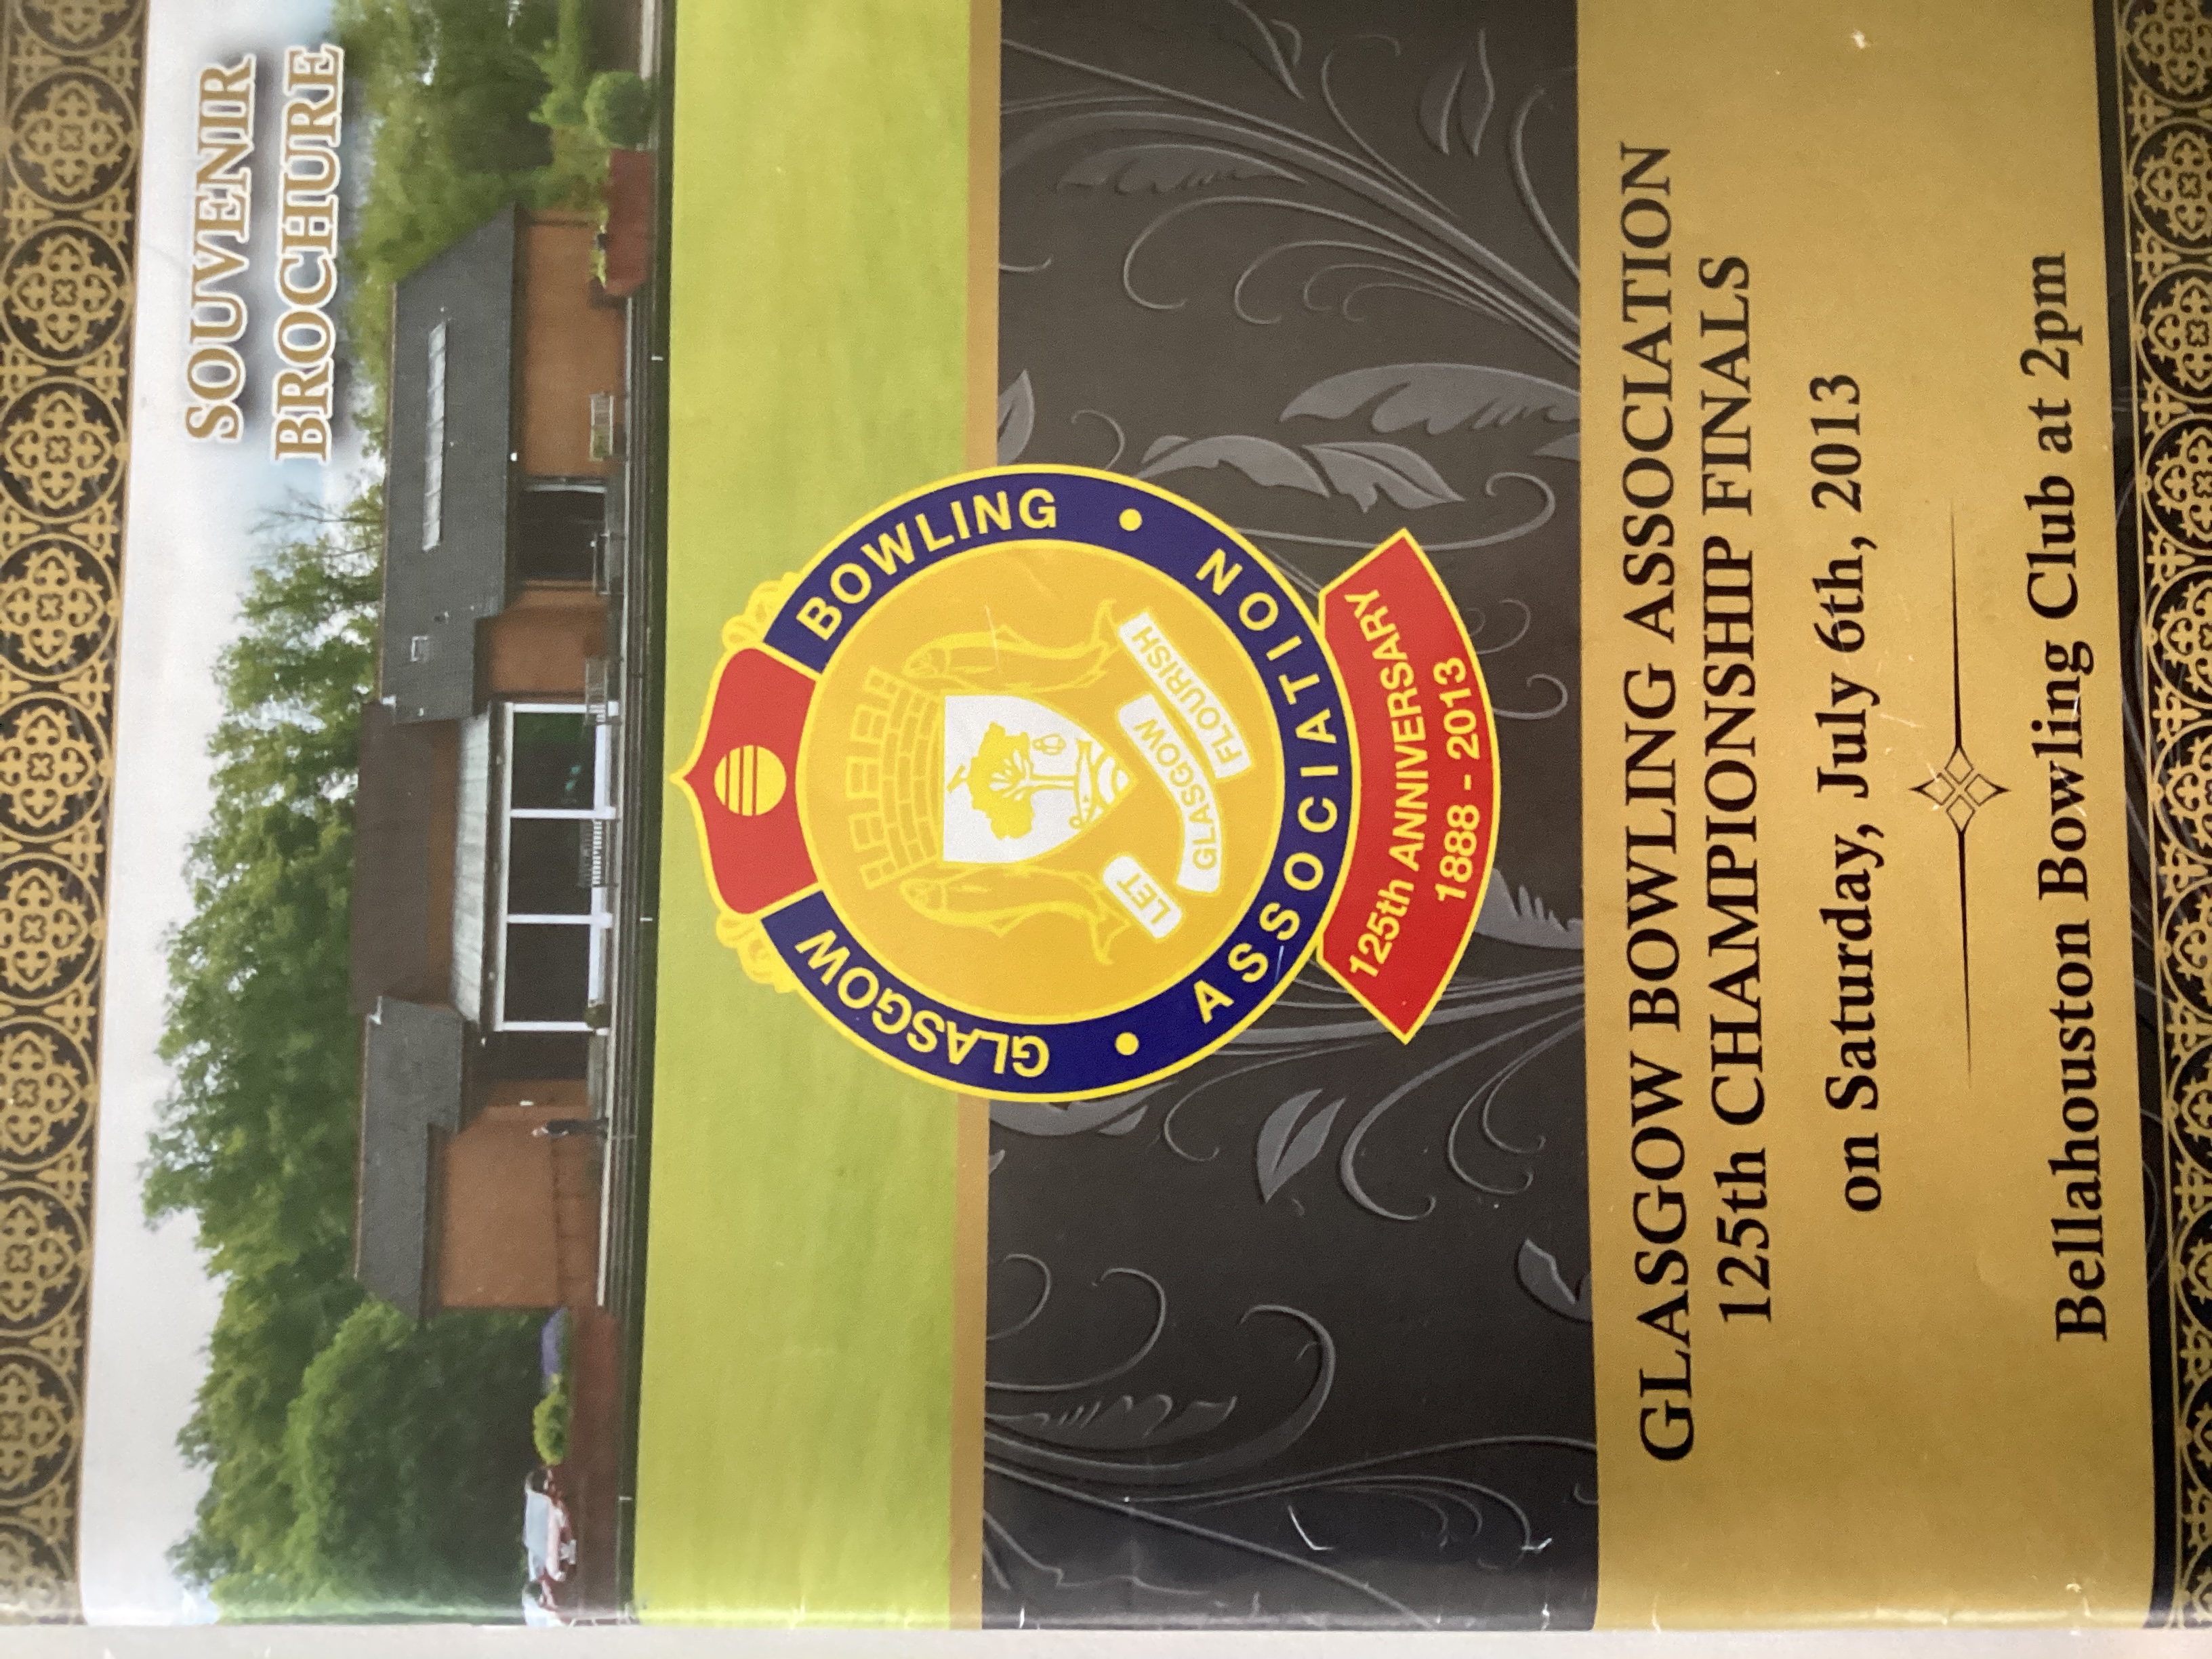 SOUVENIR
BROCHURE
GLASGOW BOWLING
ASSOCIATION
LET GLASGOW FLOURISH
125th ANNIVERSARY
1888 - 2013
GLASGOW BOWLING ASSOCIATION
125th CHAMPIONSHIP FINALS
on Saturday, July 6th, 2013
Bellahouston Bowling Club at 2pm